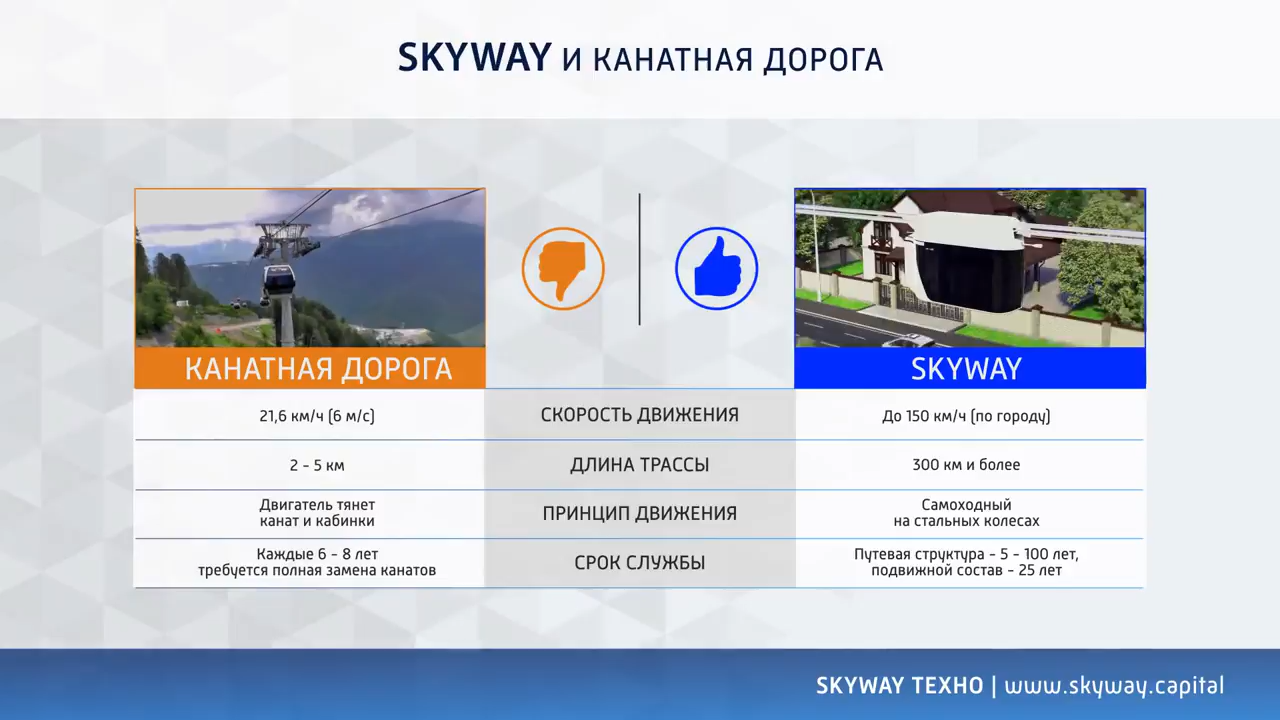 SKYWAY И КАНАТНАЯ ДОРОГА
КАНАТНАЯ ДОРОГА
SKYWAY
21,6 км/ч (6 м/с)
СКОРОСТЬ ДВИЖЕНИЯ
До 150 км/ч (по городу)
2 - 5 км
ДЛИНА ТРАССЫ
300 км и более
Двигатель тянет
канат и кабинки
ПРИНЦИП ДВИЖЕНИЯ
Самоходный
на стальных колесах
Каждые 6 - 8 лет
требуется полная замена канатов
СРОК СЛУЖБЫ
Путевая структура - 5 - 100 лет,
подвижной состав - 25 лет
SKYWAY ТЕХНО | www.skyway.capital